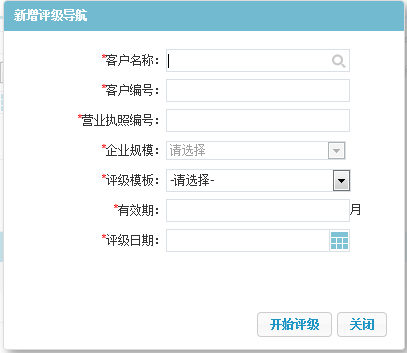 新增评级导航
*客户名称：
*客户编号：
*营业执照编号：
*企业规模： 请选择
*评级模板： -请选择-
*有效期： 月
*评级日期：
开始评级 关闭